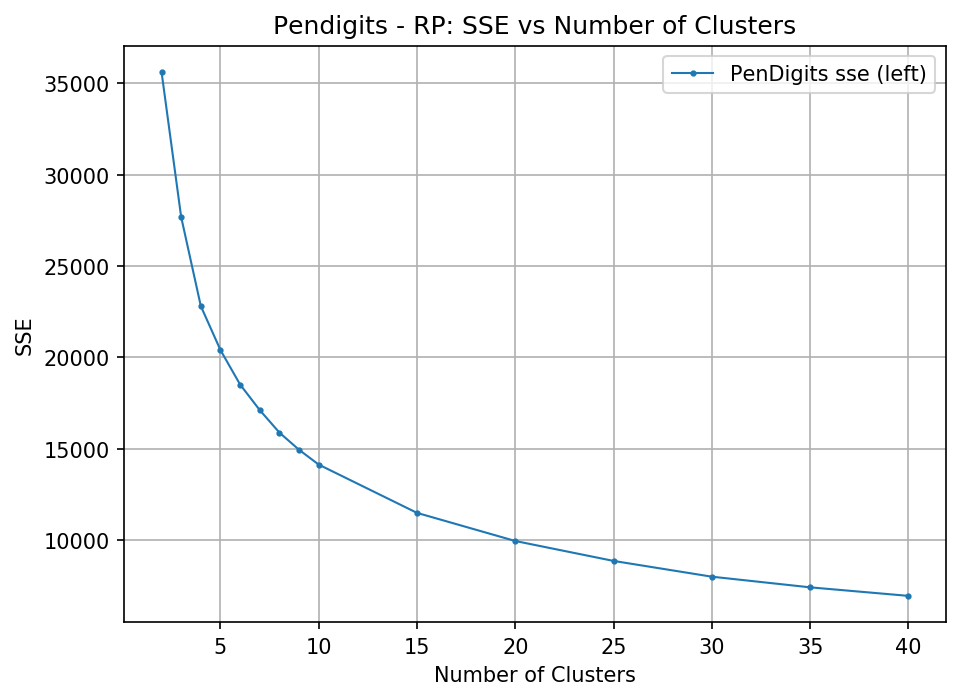 Pendigits - RP: SSE vs Number of Clusters
PenDigits sse (left)
35000
30000
25000
20000
15000
10000
SSE
5 10 15 20 25 30 35 40
Number of Clusters